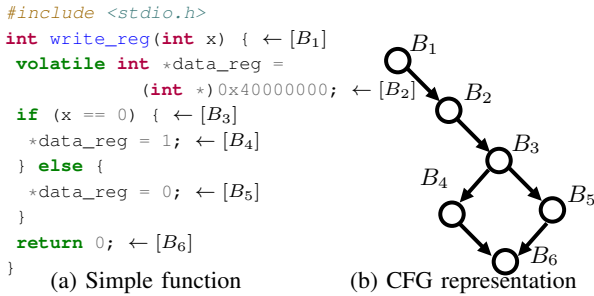 #include <stdio.h>
int write_reg(int x) { ← [B₁]
volatile int *data_reg =
(int *)0x40000000; ← [B₂]
if (x == 0) { ← [B₃]
*data_reg = 1; ← [B₄]
} else {
*data_reg = 0; ← [B₅]
}
return 0; ← [B₆]
}
(a) Simple function
B₁
B₂
B₃
B₄
B₅
B₆
(b) CFG representation